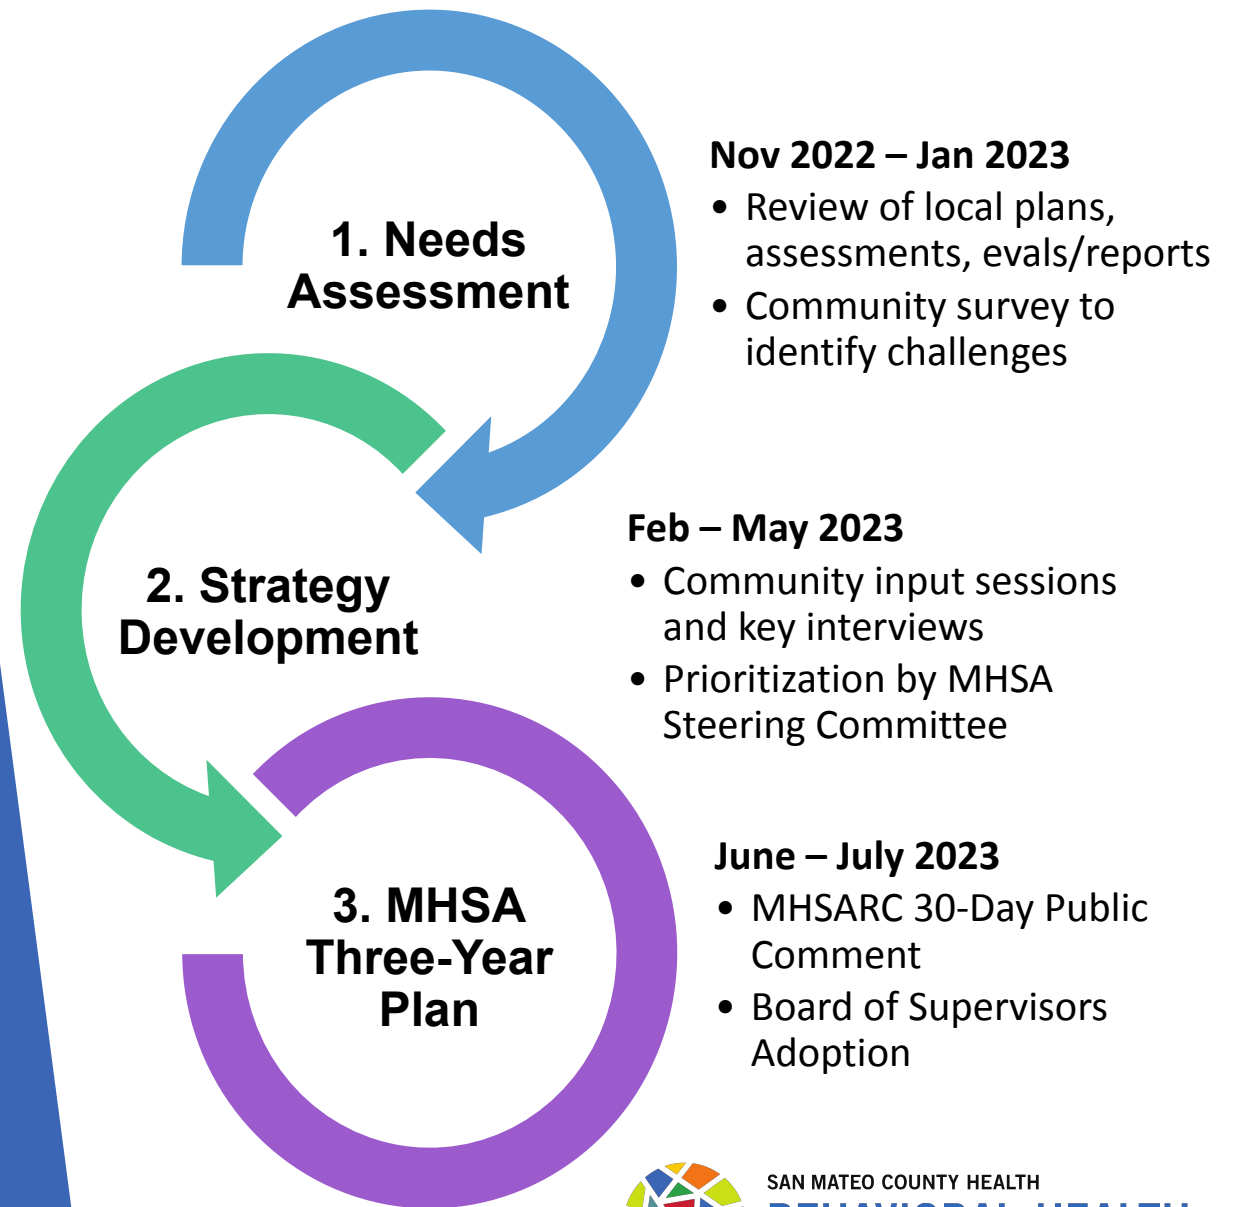 1. Needs
Assessment
Nov 2022 – Jan 2023
• Review of local plans,
assessments, evals/reports
• Community survey to
identify challenges
2. Strategy
Development
Feb – May 2023
• Community input sessions
and key interviews
• Prioritization by MHSA
Steering Committee
3. MHSA
Three-Year
Plan
June – July 2023
• MHSARC 30-Day Public
Comment
• Board of Supervisors
Adoption
SAN MATEO COUNTY HEALTH
BEHAVIORAL HEALTH